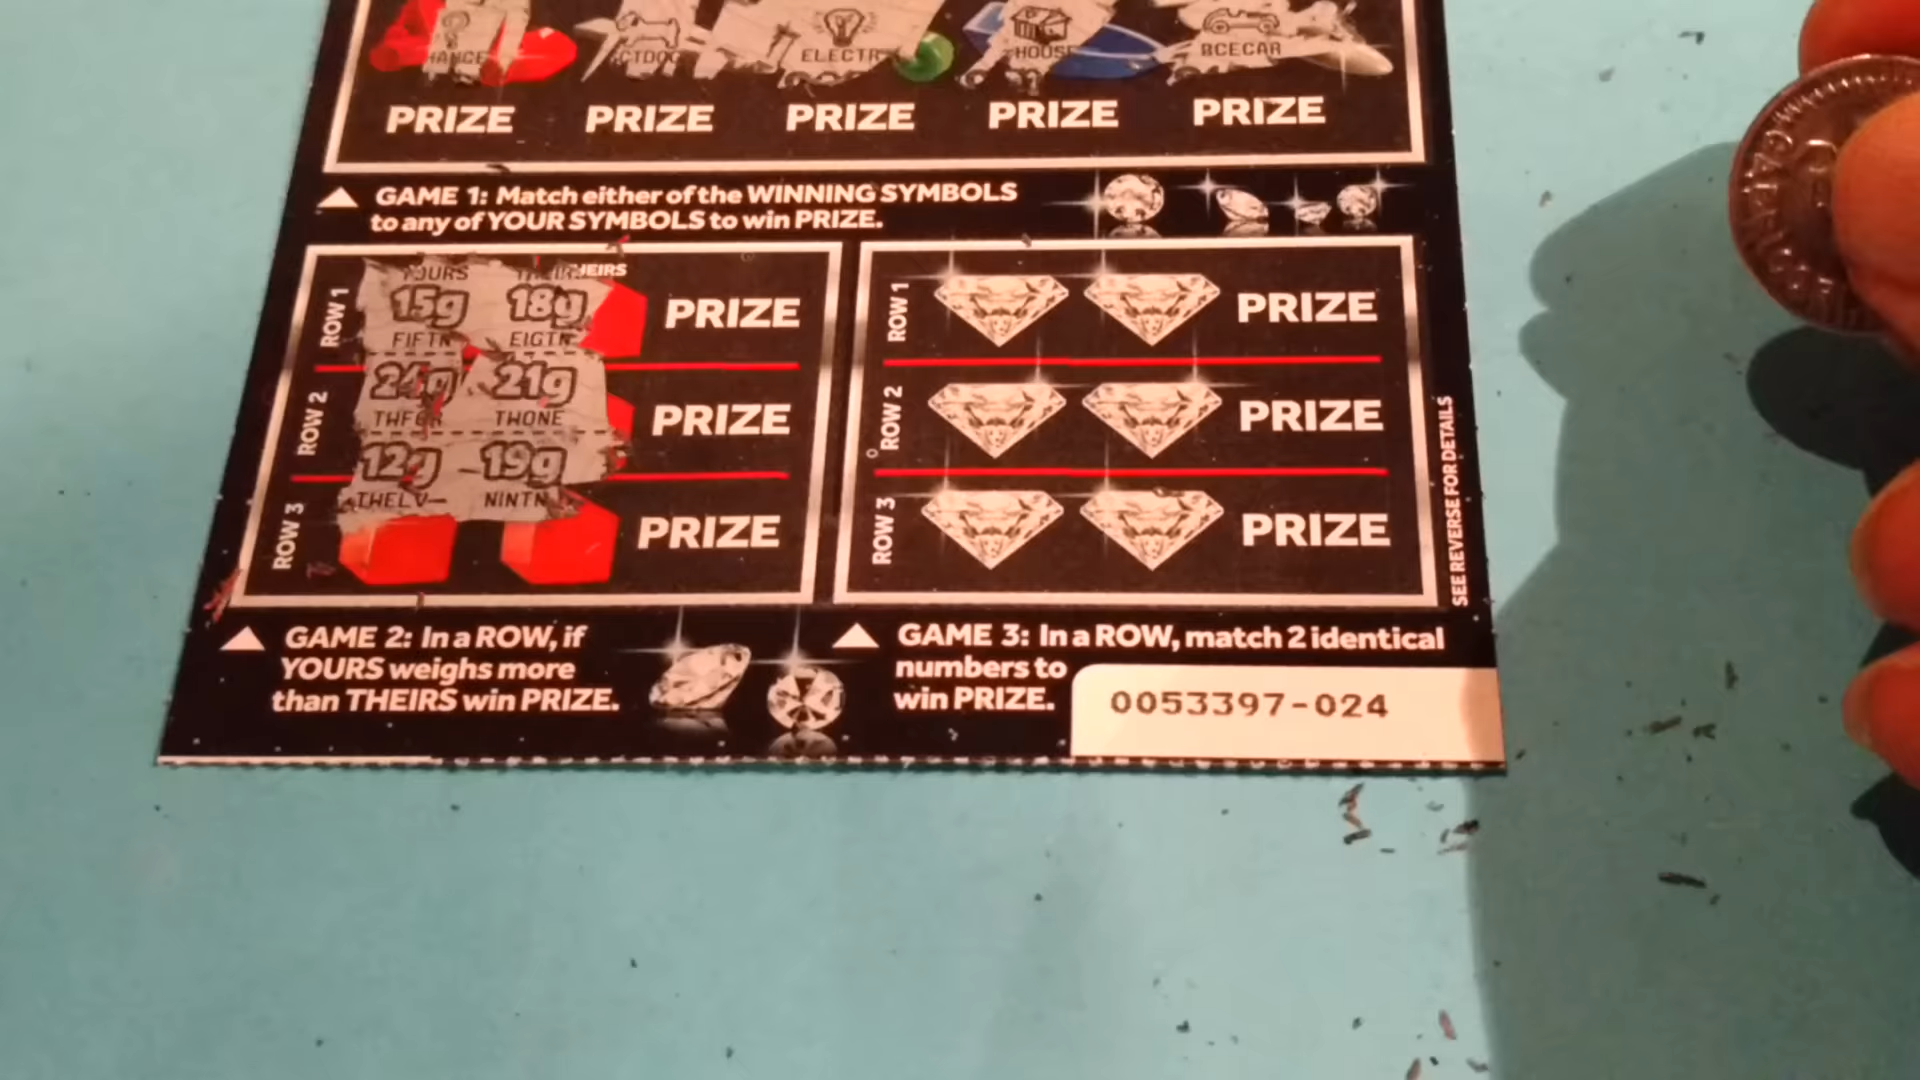 ELECTR
HOUSE
RCECAR
PRIZE PRIZE PRIZE PRIZE PRIZE
GAME 1: Match either of the WINNING SYMBOLS
to any of YOUR SYMBOLS to win PRIZE.
YOURS THEIRS
ROW 1 15g 18g PRIZE
FIFTN EIGTN
ROW 2 24g 21g PRIZE
TWFOR TWONE
12g 19g
TWELV NINTN
ROW 3 PRIZE
ROW 1 PRIZE
ROW 2 PRIZE
ROW 3 PRIZE
SEE REVERSE FOR DETAILS
GAME 2: In a ROW, if
YOURS weighs more
than THEIRS win PRIZE.
GAME 3: In a ROW, match 2 identical
numbers to
win PRIZE.
0053397-024